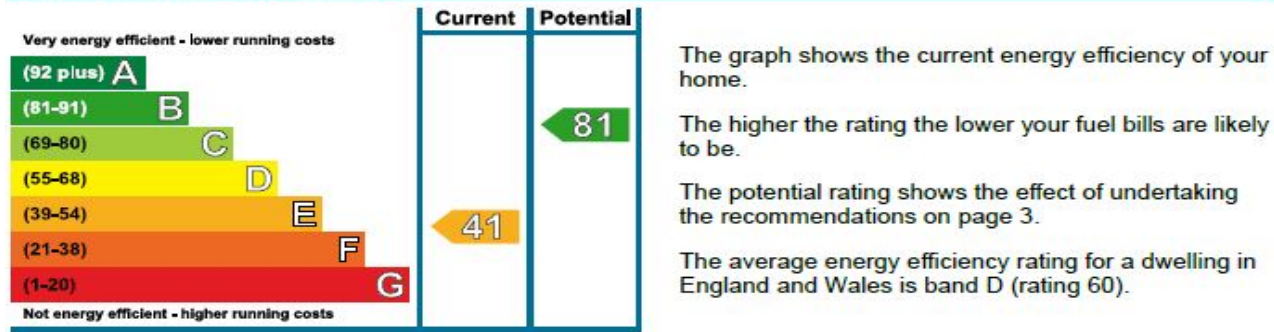 Current Potential
Very energy efficient - lower running costs
(92 plus) A
(81-91) B
(69-80) C
(55-68) D
(39-54) E
(21-38) F
(1-20) G
Not energy efficient - higher running costs
41
81
The graph shows the current energy efficiency of your
home.
The higher the rating the lower your fuel bills are likely
to be.
The potential rating shows the effect of undertaking
the recommendations on page 3.
The average energy efficiency rating for a dwelling in
England and Wales is band D (rating 60).